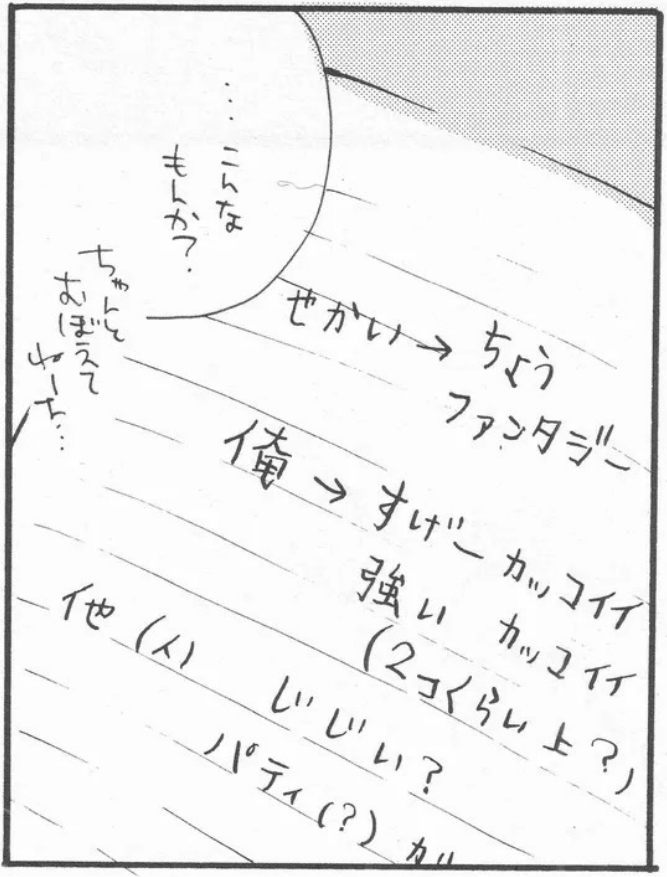 …こんな
もんか？
ちゃんと
おぼえて
ねーな…
せかい→ちょう
ファンタジー
俺→すげーカッコイイ
強いカッコイイ
(2コくらい上？)
他(人) じじい？
パティ(？)